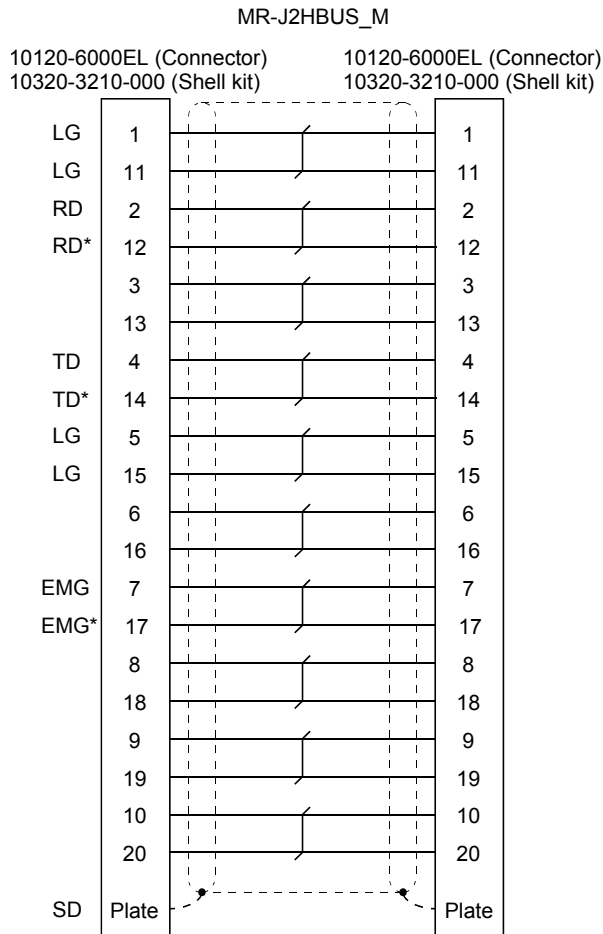 MR-J2HBUS_M
10120-6000EL (Connector) 10120-6000EL (Connector)
10320-3210-000 (Shell kit) 10320-3210-000 (Shell kit)
LG 1 1
LG 11 11
RD 2 2
RD* 12 12
3 3
13 13
TD 4 4
TD* 14 14
LG 5 5
LG 15 15
6 6
16 16
EMG 7 7
EMG* 17 17
8 8
18 18
9 9
19 19
10 10
20 20
SD Plate Plate